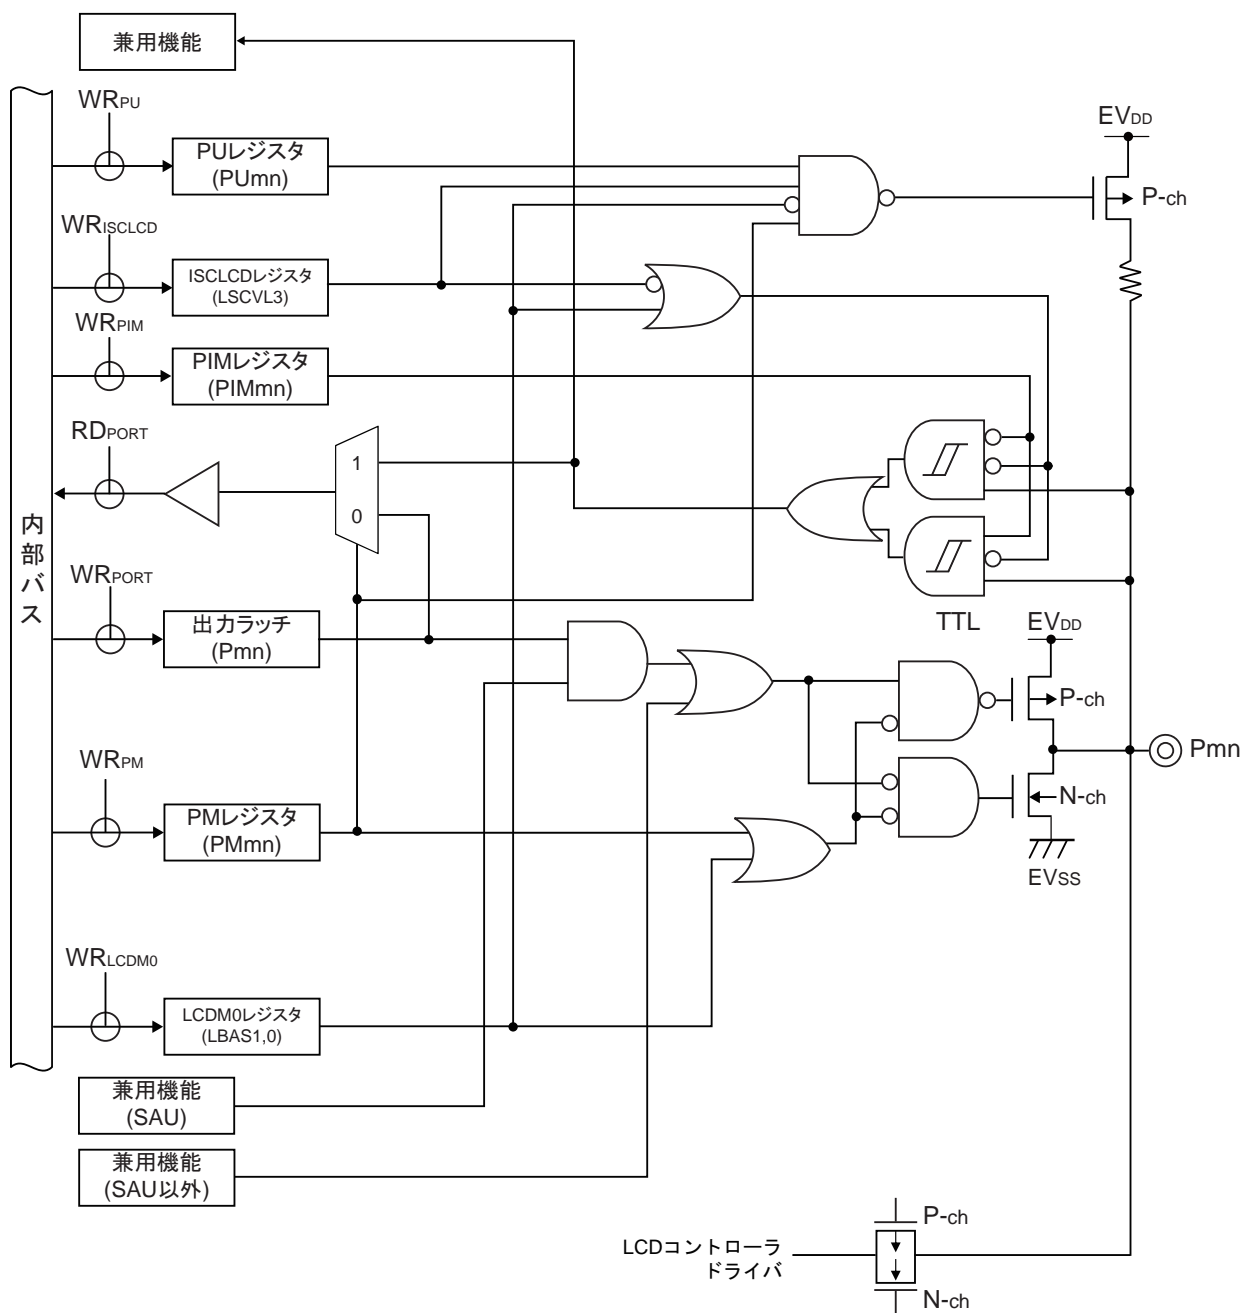 兼用機能
WRPU
EVDD
PUレジスタ
(PUmn)
P-ch
WRISCLCD
ISCLCDレジスタ
(LSCVL3)
WRPIM
PIMレジスタ
(PIMmn)
RDPORT
1
0
内部バス
WRPORT
出力ラッチ
(Pmn)
TTL
EVDD
P-ch
Pmn
WRPM
N-ch
PMレジスタ
(PMmn)
EVSS
WRLCDM0
LCDM0レジスタ
(LBAS1,0)
兼用機能
(SAU)
兼用機能
(SAU以外)
P-ch
LCDコントローラ
ドライバ
N-ch